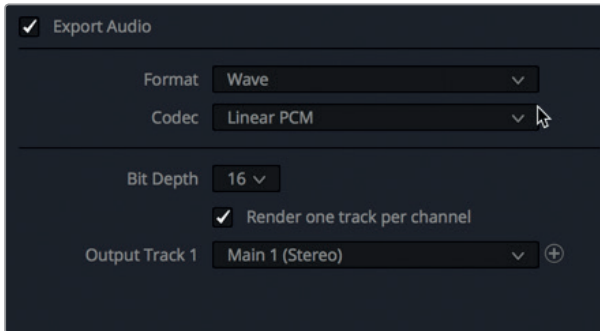 Export Audio
Format Wave
Codec Linear PCM
Bit Depth 16
Render one track per channel
Output Track 1 Main 1 (Stereo)